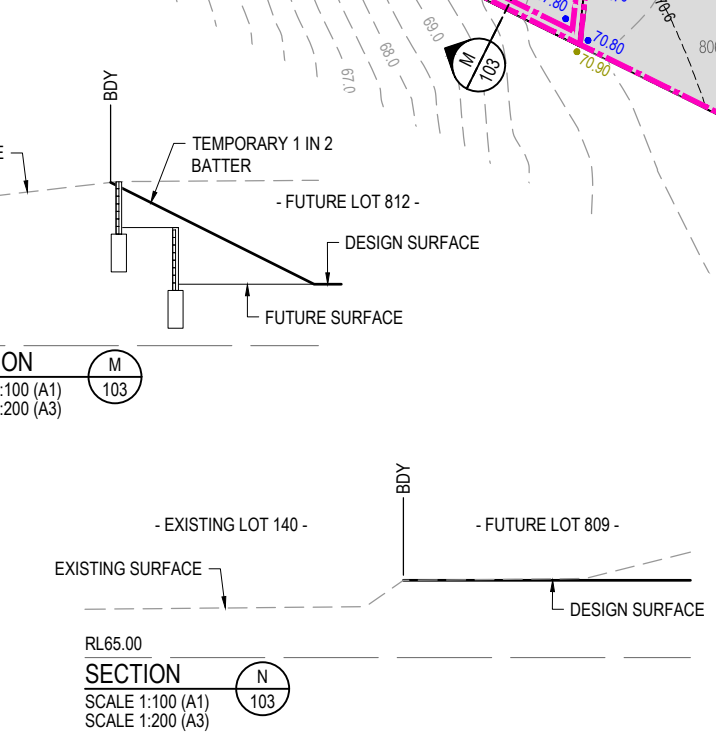 70.80
70.90
70.6
69.0
68.0
67.0
M
103
BDY
TEMPORARY 1 IN 2
BATTER
- FUTURE LOT 812 -
DESIGN SURFACE
FUTURE SURFACE
M
103
:100 (A1)
:200 (A3)
BDY
- EXISTING LOT 140 -
- FUTURE LOT 809 -
EXISTING SURFACE
DESIGN SURFACE
RL65.00
SECTION
N
103
SCALE 1:100 (A1)
SCALE 1:200 (A3)